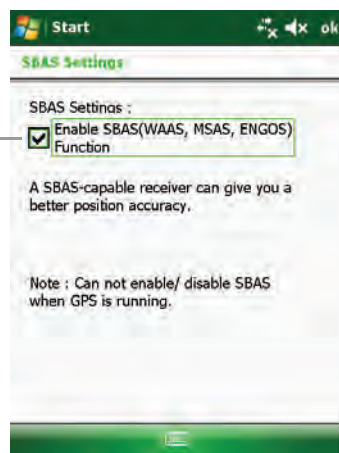 Start
ok
SBAS Settings
SBAS Settings :
Enable SBAS(WAAS, MSAS, ENGOS)
Function
A SBAS-capable receiver can give you a
better position accuracy.
Note : Can not enable/ disable SBAS
when GPS is running.